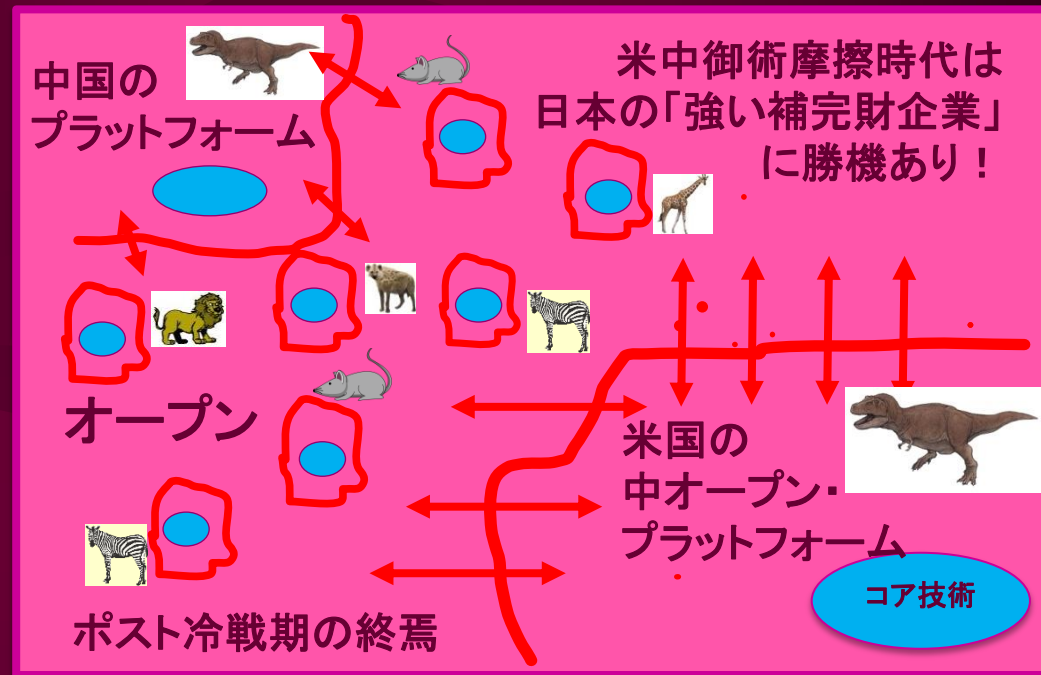 中国の
プラットフォーム
米中御術摩擦時代は
日本の「強い補完財企業」
に勝機あり！
オープン
米国の
中オープン・
プラットフォーム
コア技術
ポスト冷戦期の終焉